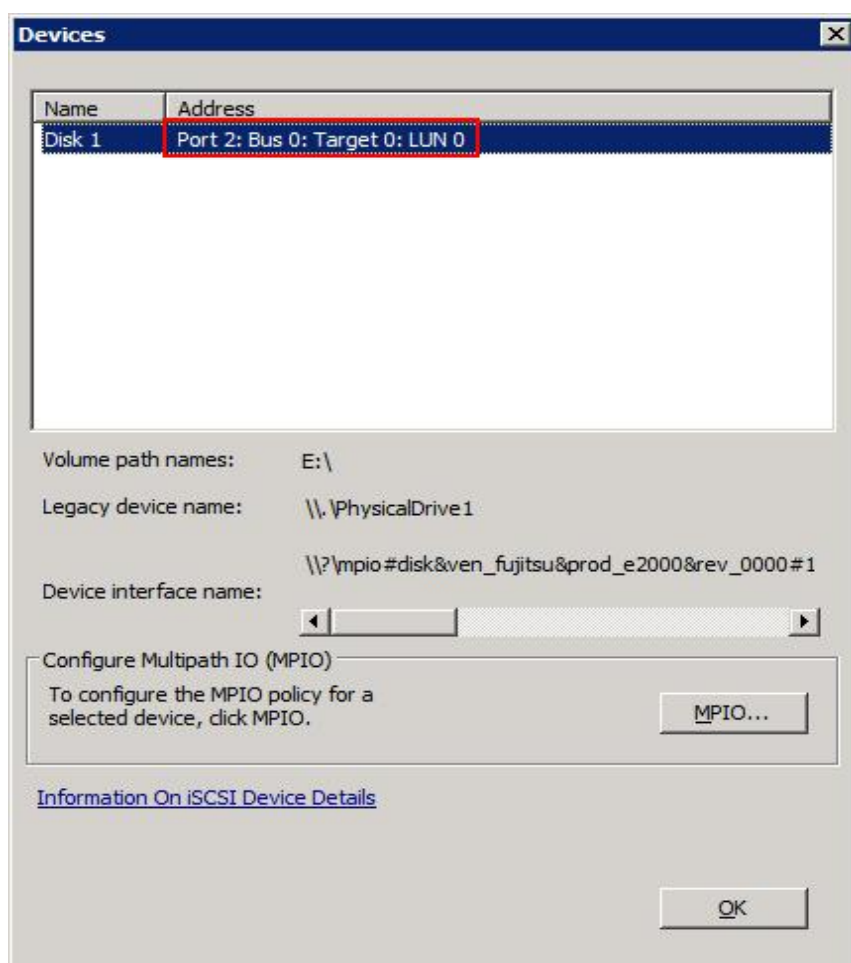 Devices
Name Address
Disk 1 Port 2: Bus 0: Target 0: LUN 0
Volume path names: E:\
Legacy device name: \\.\PhysicalDrive1
\\?\mpio#disk&ven_fujitsu&prod_e2000&rev_0000#1
Device interface name:
Configure Multipath IO (MPIO)
To configure the MPIO policy for a
selected device, click MPIO.
MPIO...
Information On iSCSI Device Details
OK